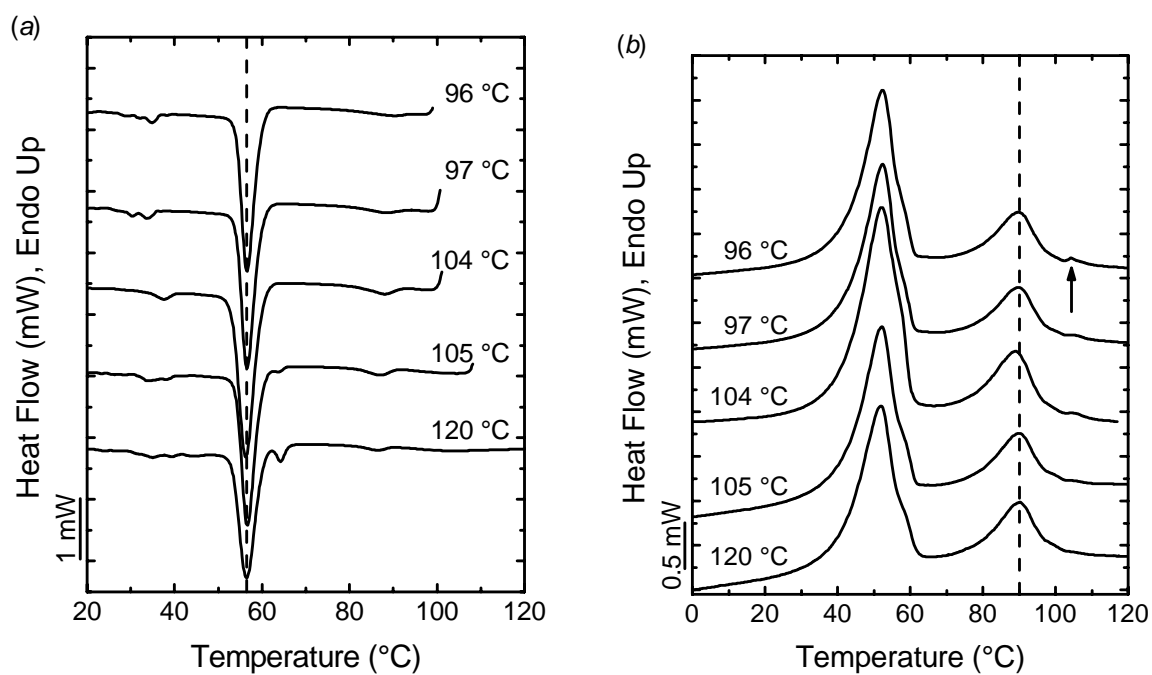 (a)
Heat Flow (mW), Endo Up
1 mW
96 °C
97 °C
104 °C
105 °C
120 °C
20 40 60 80 100 120
Temperature (°C)
(b)
Heat Flow (mW), Endo Up
0.5 mW
96 °C
97 °C
104 °C
105 °C
120 °C
0 20 40 60 80 100 120
Temperature (°C)